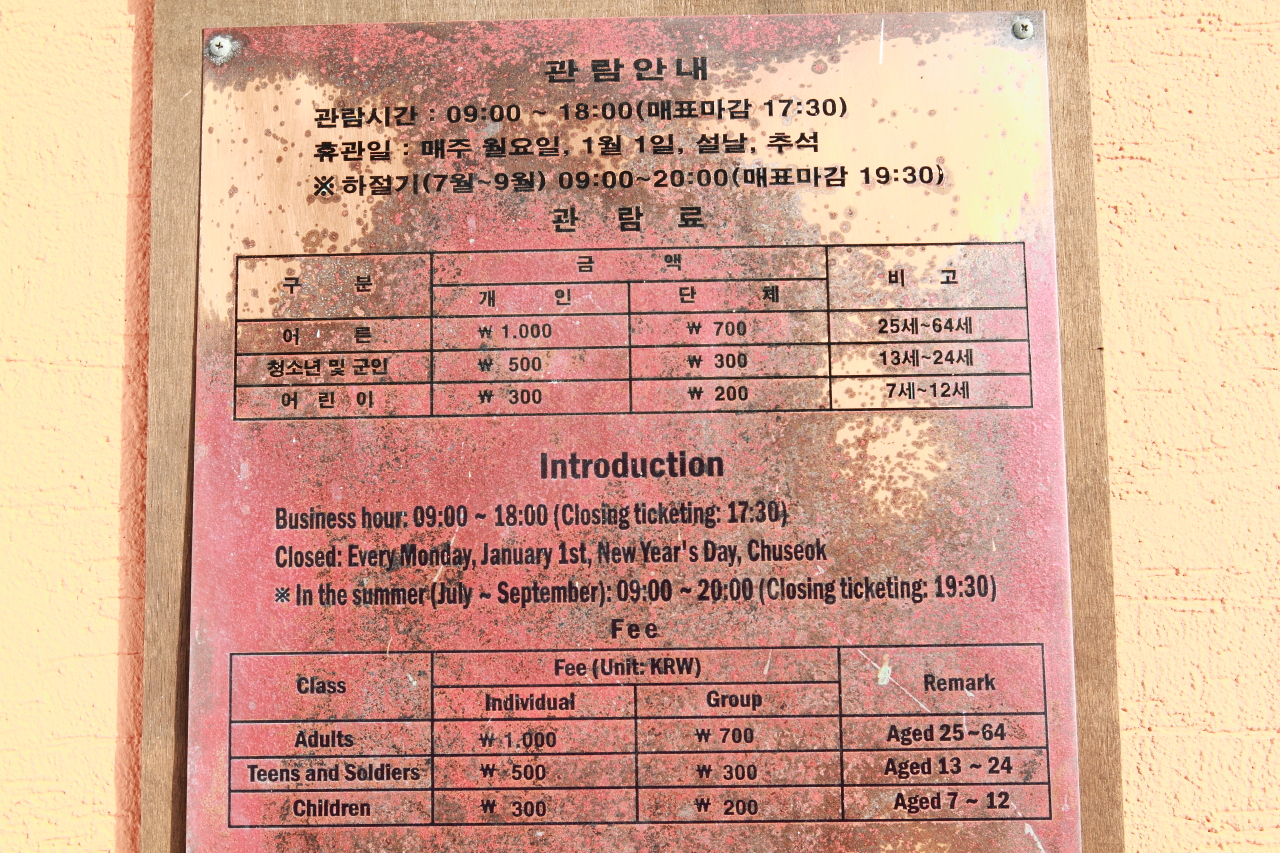 관람안내
관람시간 : 09:00 ~ 18:00(매표마감 17:30)
휴관일 : 매주 월요일, 1월 1일, 설날, 추석
※ 하절기(7월~9월) 09:00~20:00(매표마감 19:30)
관 람 료
구 분 금 액 비 고
개 인 단 체
어 른 ₩ 1.000 ₩ 700 25세~64세
청소년 및 군인 ₩ 500 ₩ 300 13세~24세
어 린 이 ₩ 300 ₩ 200 7세~12세
Introduction
Business hour: 09:00 ~ 18:00 (Closing ticketing: 17:30)
Closed: Every Monday, January 1st, New Year's Day, Chuseok
※ In the summer (July ~ September): 09:00 ~ 20:00 (Closing ticketing: 19:30)
Fee
Class Fee (Unit: KRW) Remark
Individual Group
Adults ₩ 1.000 ₩ 700 Aged 25~64
Teens and Soldiers ₩ 500 ₩ 300 Aged 13 ~ 24
Children ₩ 300 ₩ 200 Aged 7 ~ 12